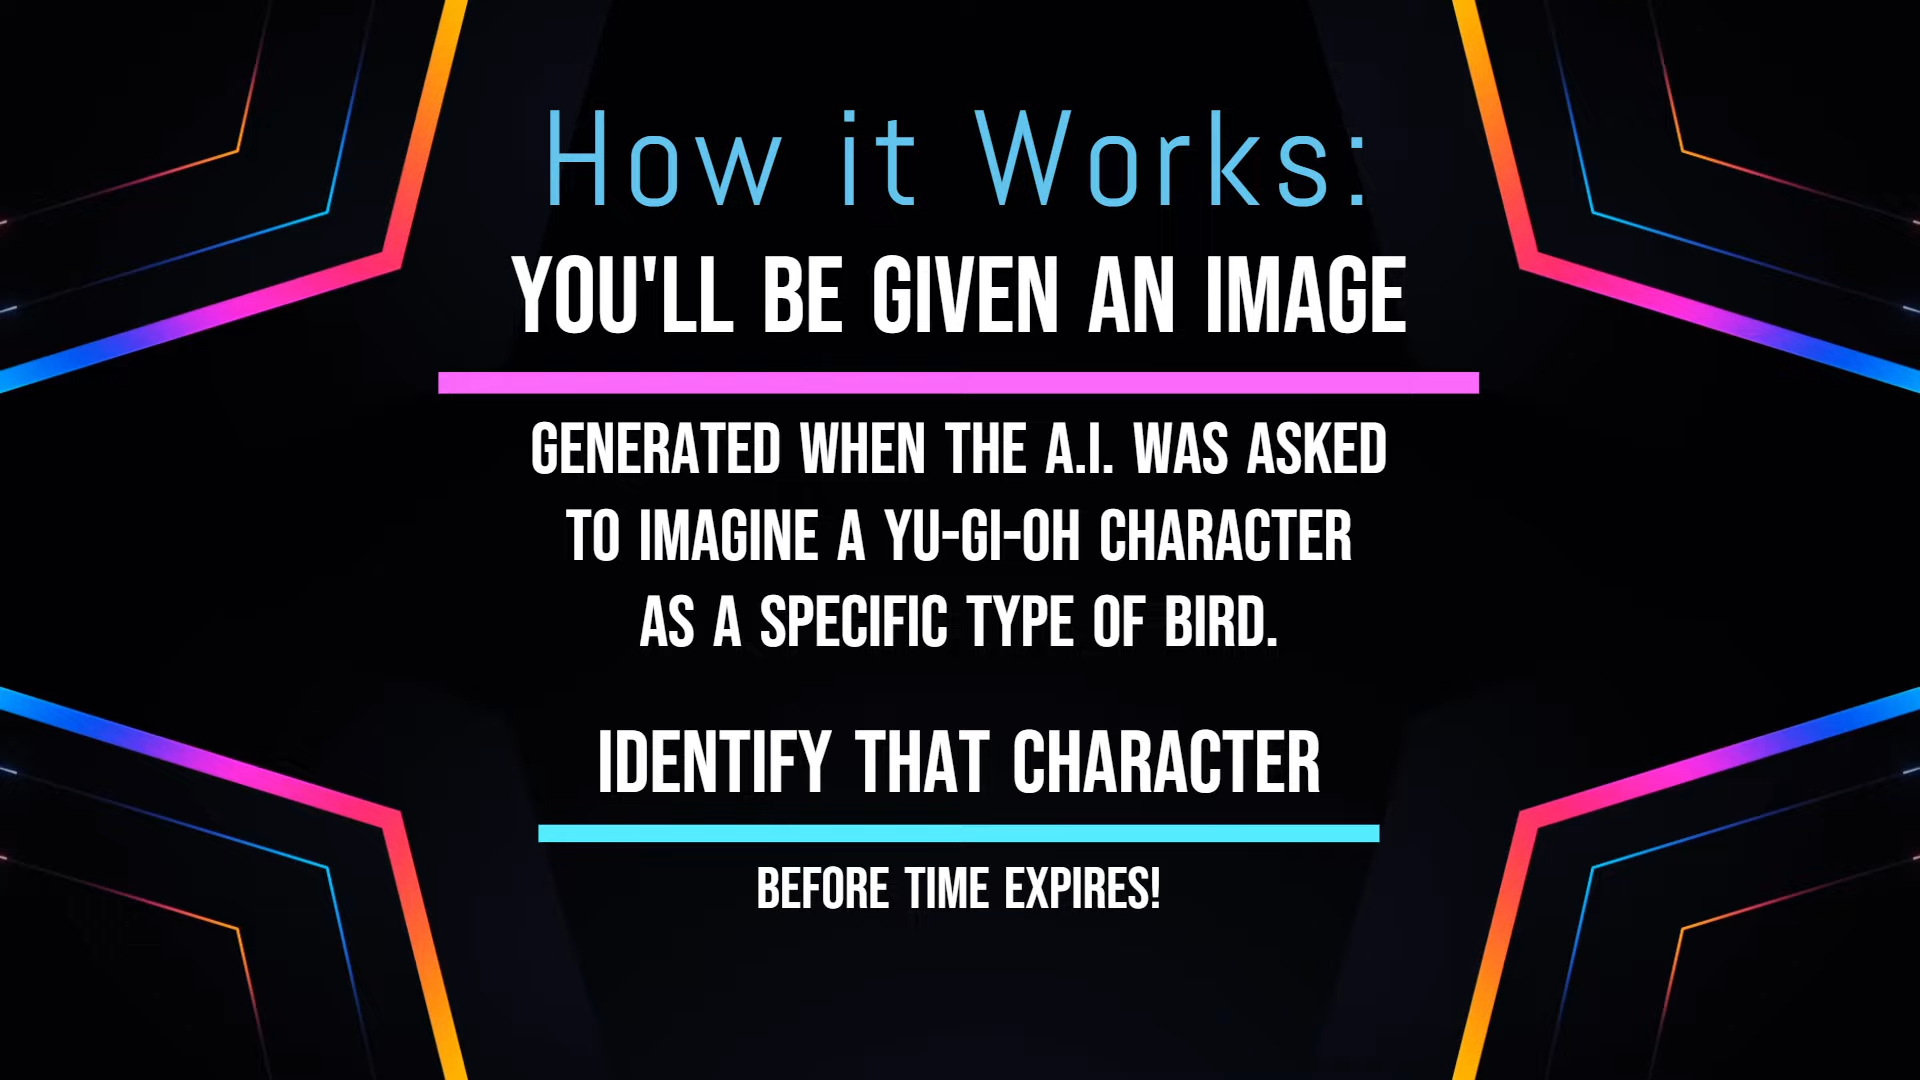 How it Works:
YOU'LL BE GIVEN AN IMAGE
GENERATED WHEN THE A.I. WAS ASKED
TO IMAGINE A YU-GI-OH CHARACTER
AS A SPECIFIC TYPE OF BIRD.
IDENTIFY THAT CHARACTER
BEFORE TIME EXPIRES!